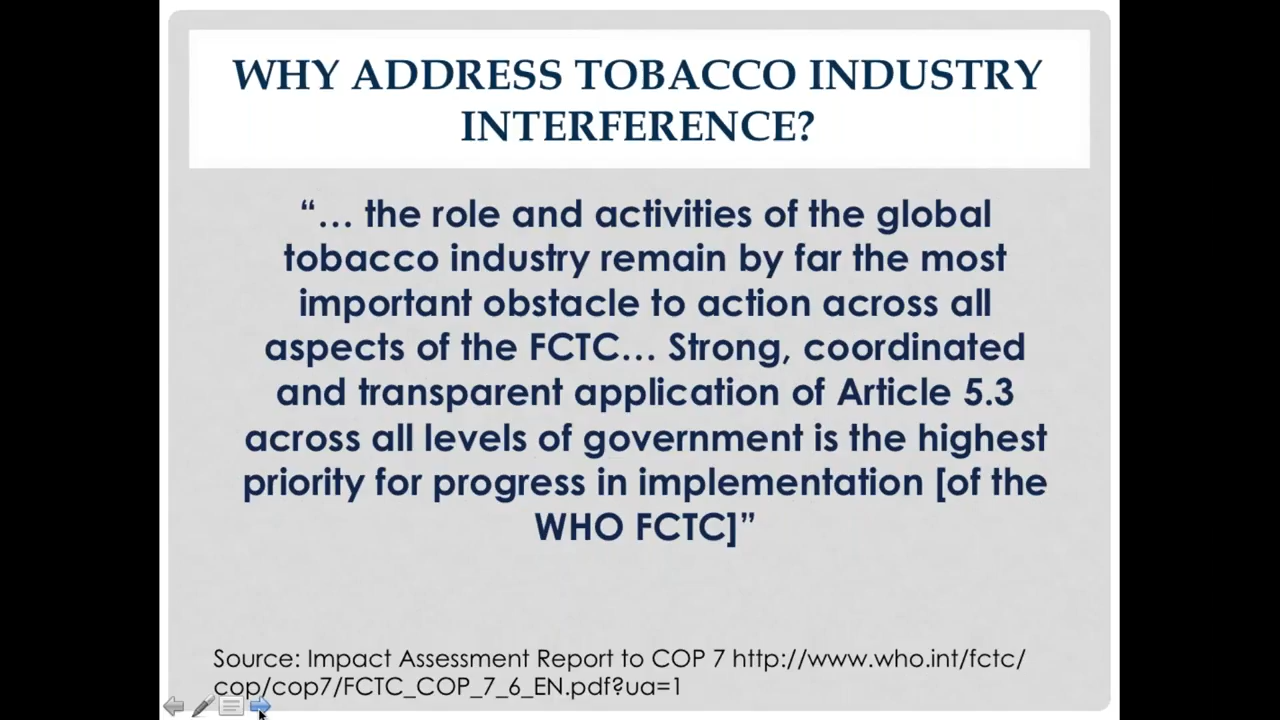 WHY ADDRESS TOBACCO INDUSTRY
INTERFERENCE?
“... the role and activities of the global
tobacco industry remain by far the most
important obstacle to action across all
aspects of the FCTC... Strong, coordinated
and transparent application of Article 5.3
across all levels of government is the highest
priority for progress in implementation [of the
WHO FCTC]”
Source: Impact Assessment Report to COP 7 http://www.who.int/fctc/
cop/cop7/FCTC_COP_7_6_EN.pdf?ua=1